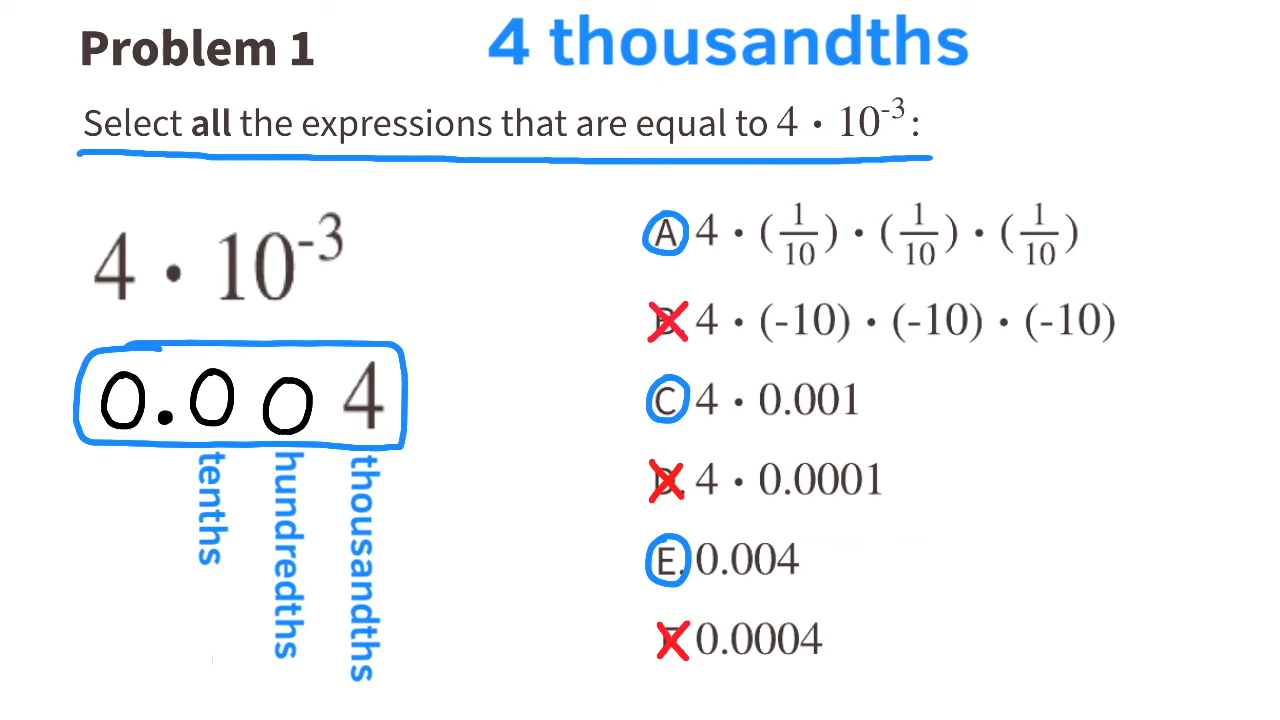 Problem 1
4 thousandths
Select all the expressions that are equal to 4 · 10⁻³:
4 · 10⁻³
0.004
tenths
hundredths
thousandths
A. 4 · (1/10) · (1/10) · (1/10)
B. 4 · (-10) · (-10) · (-10)
C. 4 · 0.001
D. 4 · 0.0001
E. 0.004
F. 0.0004